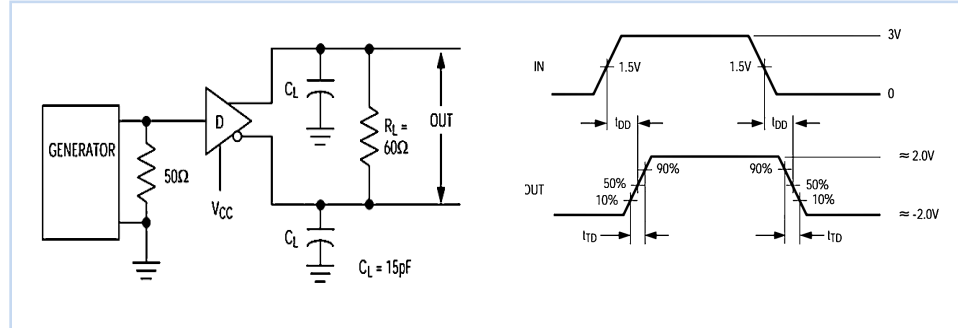 GENERATOR
50Ω
D
VCC
CL
CL
CL = 15pF
RL =
60Ω
OUT
IN
1.5V
1.5V
3V
0
tDD
tDD
OUT
90%
50%
10%
90%
50%
10%
≈ 2.0V
≈ -2.0V
tTD
tTD